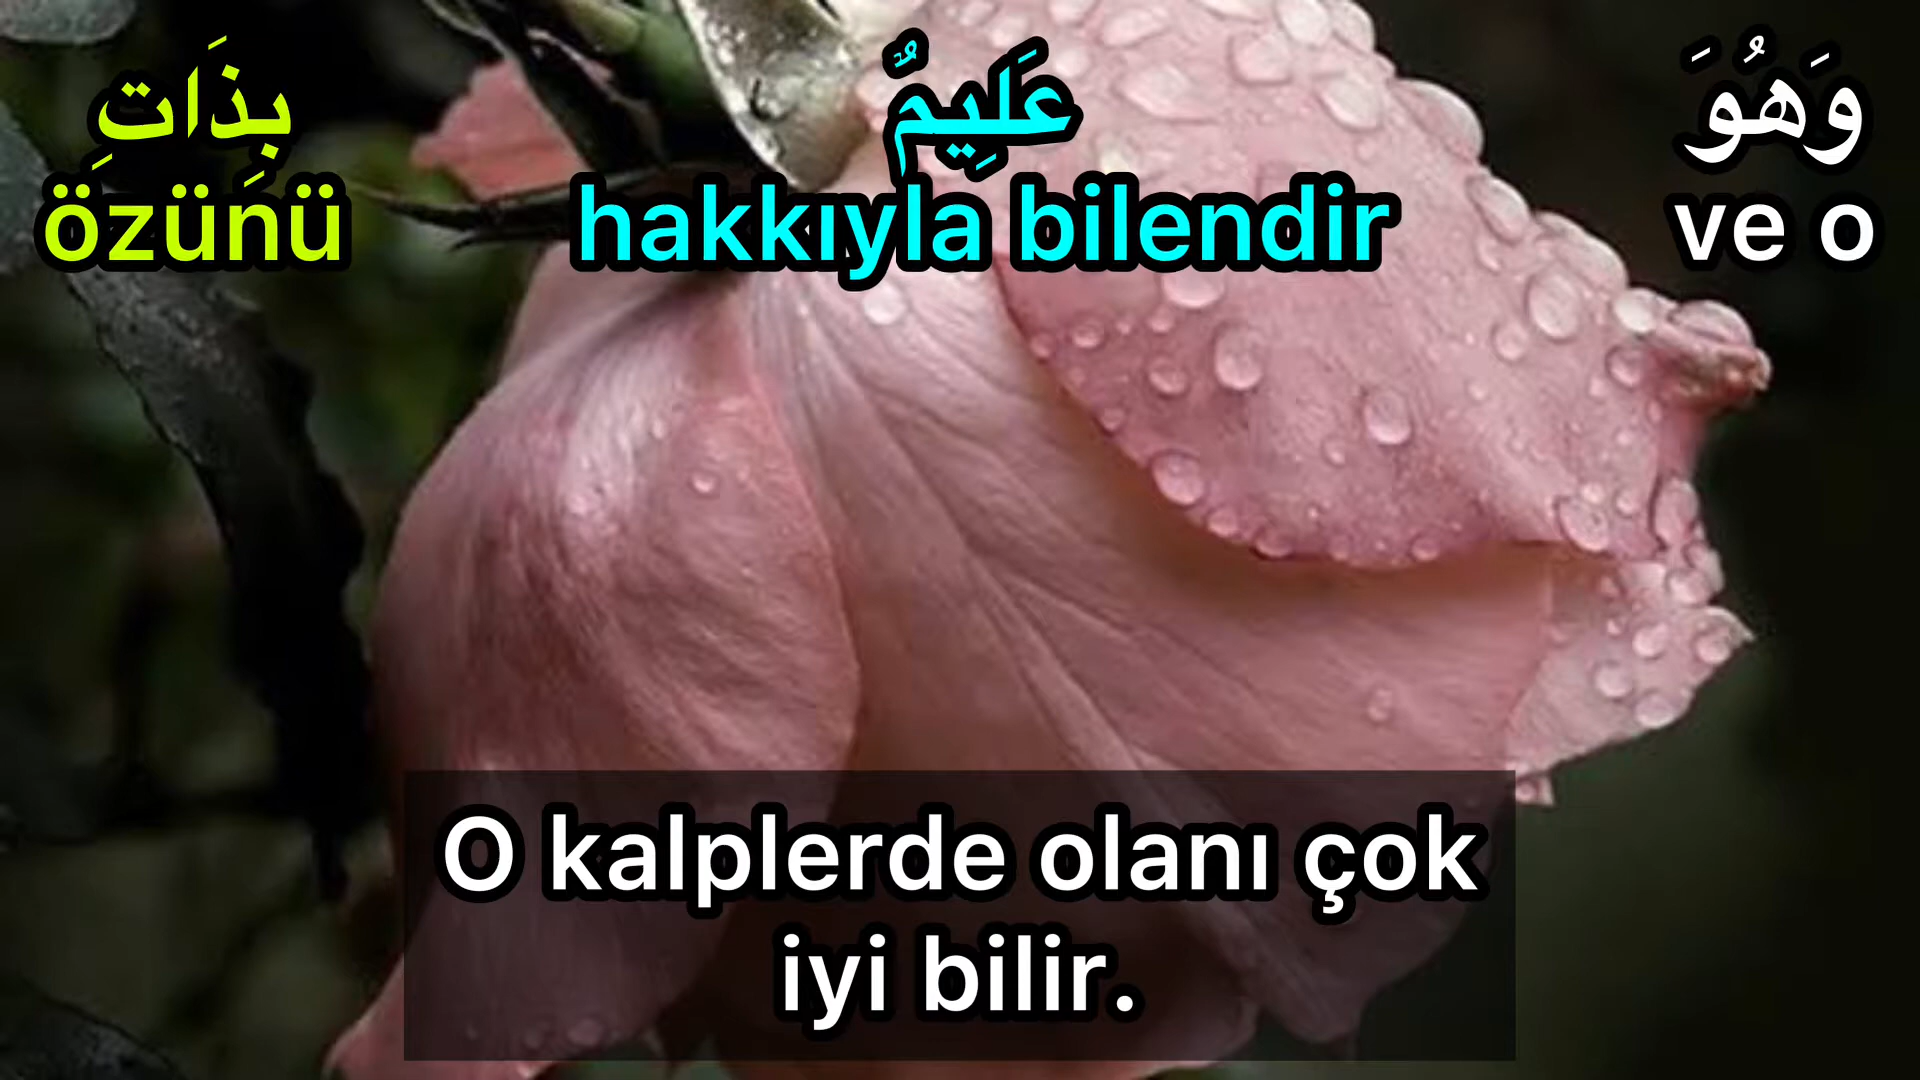 وَهُوَ عَلِيمٌ بِذَاتِ
ve o hakkıyla bilendir özünü
O kalplerde olanı çok
iyi bilir.